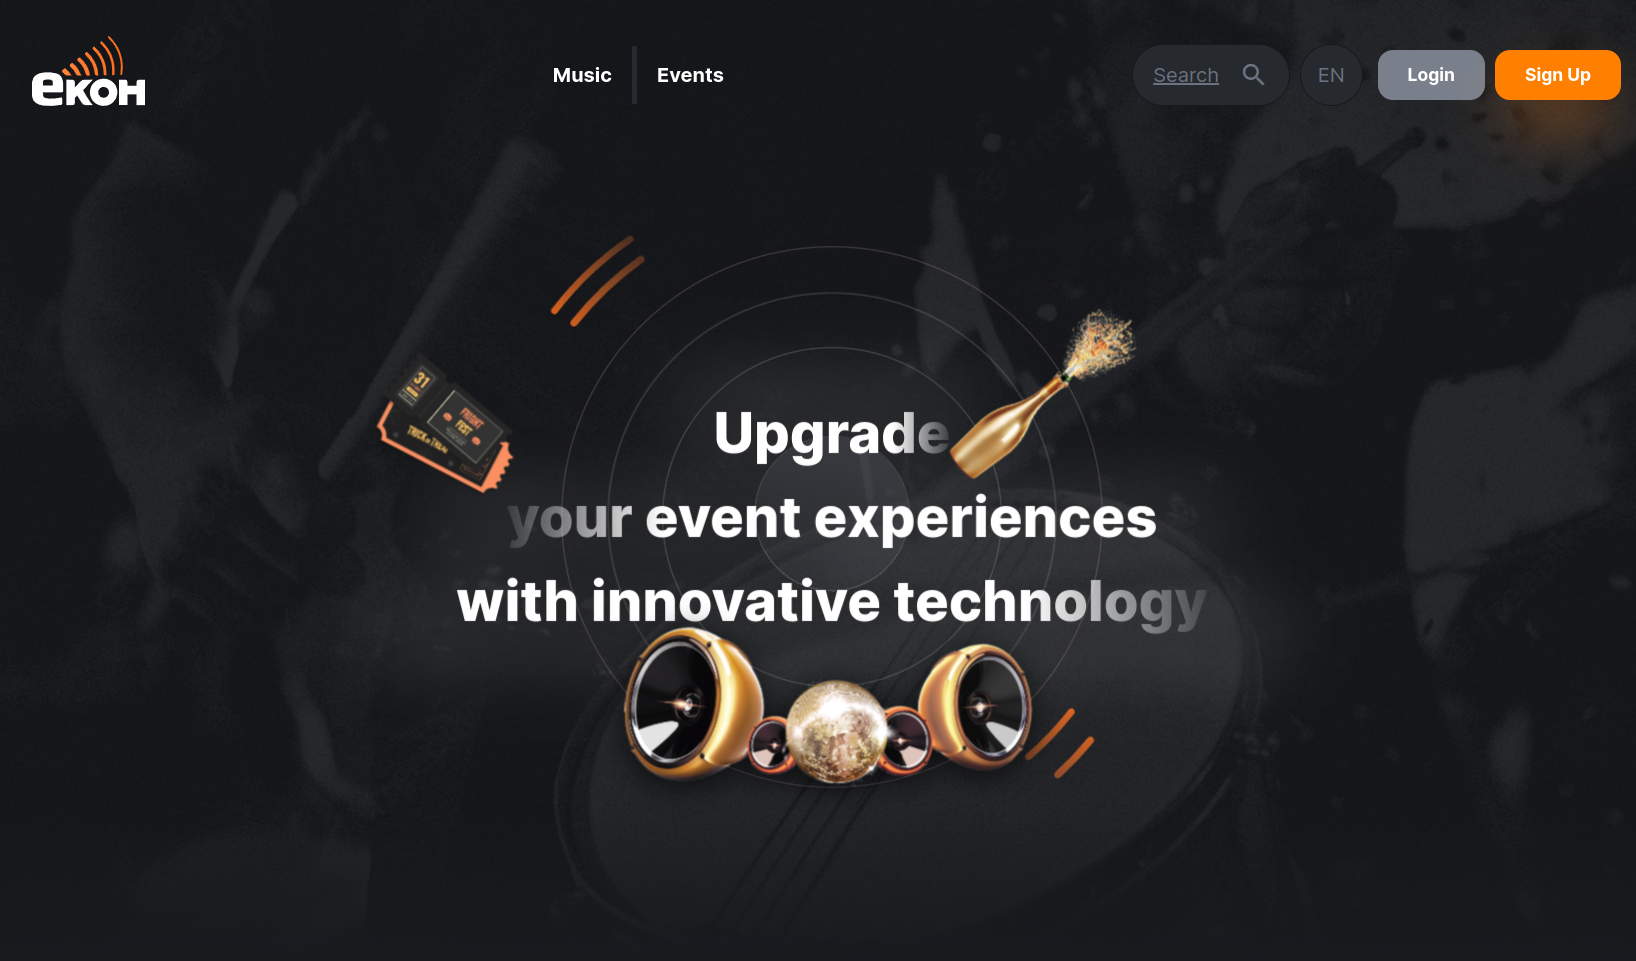 екон
Music
Events
Search
EN
Login
Sign Up
31
FRIGHT
FEST
TRICK or TREAT
Upgrade
your event experiences
with innovative technology